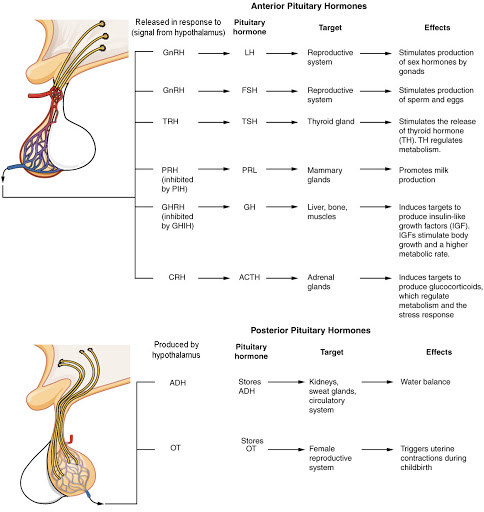 Anterior Pituitary Hormones
Released in response to
(signal from hypothalamus)
Pituitary
hormone
Target
Effects
GnRH
LH
Reproductive
system
Stimulates production
of sex hormones by
gonads
GnRH
FSH
Reproductive
system
Stimulates production
of sperm and eggs
TRH
TSH
Thyroid gland
Stimulates the release
of thyroid hormone
(TH). TH regulates
metabolism.
PRH
(inhibited
by PIH)
PRL
Mammary
glands
Promotes milk
production
GHRH
(inhibited
by GHIH)
GH
Liver, bone,
muscles
Induces targets to
produce insulin-like
growth factors (IGF).
IGFs stimulate body
growth and a higher
metabolic rate.
CRH
ACTH
Adrenal
glands
Induces targets to
produce glucocorticoids,
which regulate
metabolism and the
stress response
Posterior Pituitary Hormones
Produced by
hypothalamus
Pituitary
hormone
Target
Effects
ADH
Stores
ADH
Kidneys,
sweat glands,
circulatory
system
Water balance
OT
Stores
OT
Female
reproductive
system
Triggers uterine
contractions during
childbirth